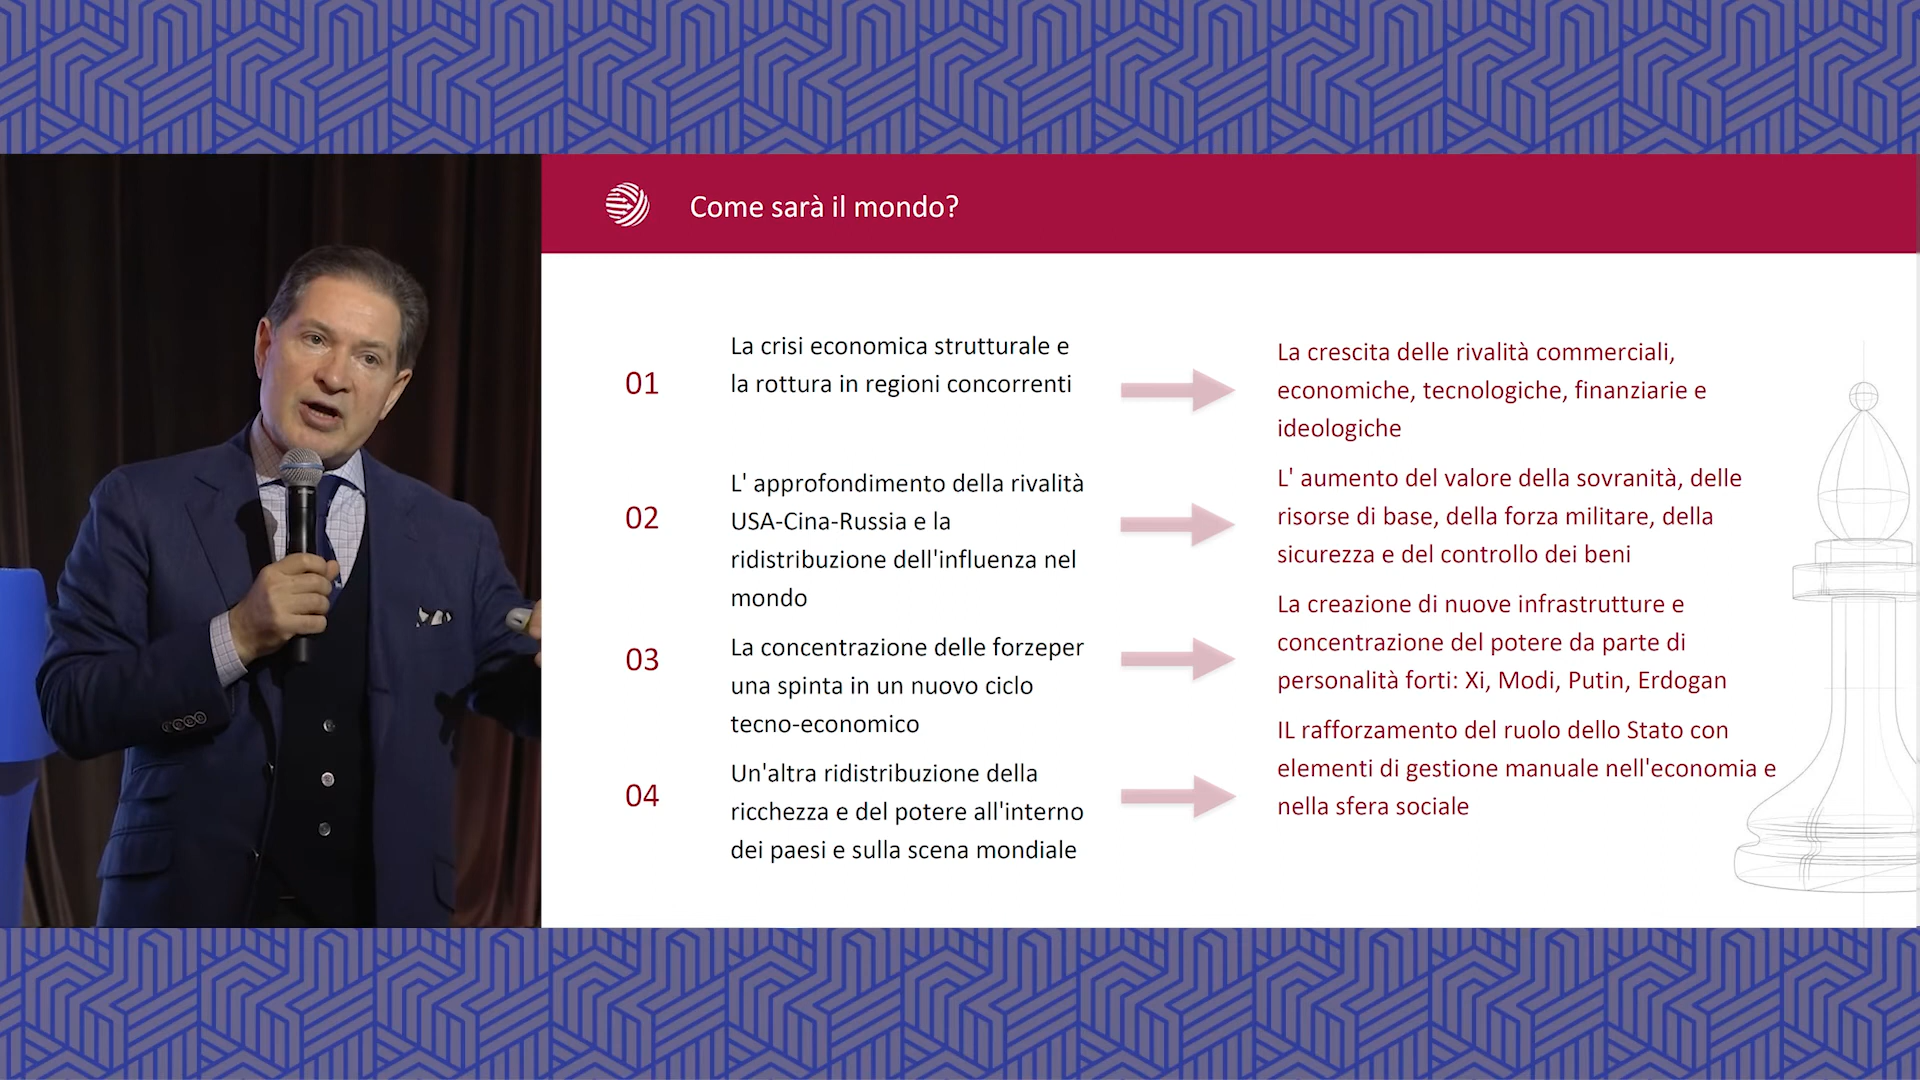 Come sarà il mondo?
01
La crisi economica strutturale e
la rottura in regioni concorrenti
La crescita delle rivalità commerciali,
economiche, tecnologiche, finanziarie e
ideologiche
02
L' approfondimento della rivalità
USA-Cina-Russia e la
ridistribuzione dell'influenza nel
mondo
L' aumento del valore della sovranità, delle
risorse di base, della forza militare, della
sicurezza e del controllo dei beni
03
La concentrazione delle forzeper
una spinta in un nuovo ciclo
tecno-economico
La creazione di nuove infrastrutture e
concentrazione del potere da parte di
personalità forti: Xi, Modi, Putin, Erdogan
04
Un'altra ridistribuzione della
ricchezza e del potere all'interno
dei paesi e sulla scena mondiale
IL rafforzamento del ruolo dello Stato con
elementi di gestione manuale nell'economia e
nella sfera sociale